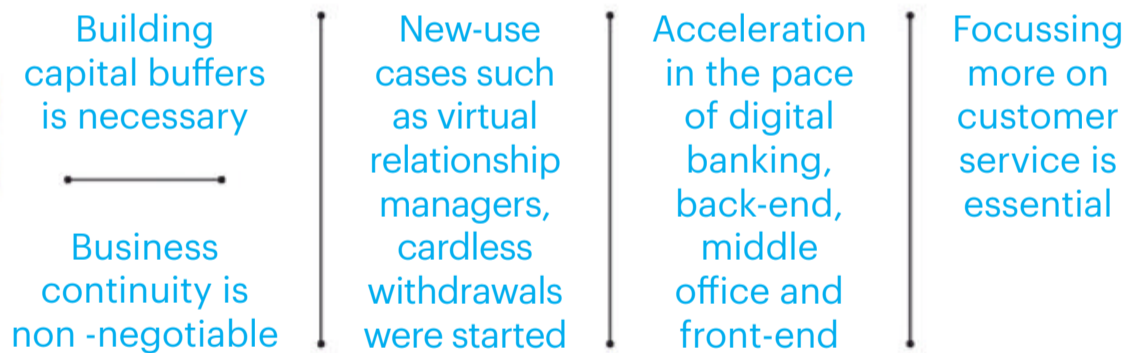 Building
capital buffers
is necessary
Business
continuity is
non -negotiable
New-use
cases such
as virtual
relationship
managers,
cardless
withdrawals
were started
Acceleration
in the pace
of digital
banking,
back-end,
middle
office and
front-end
Focussing
more on
customer
service is
essential